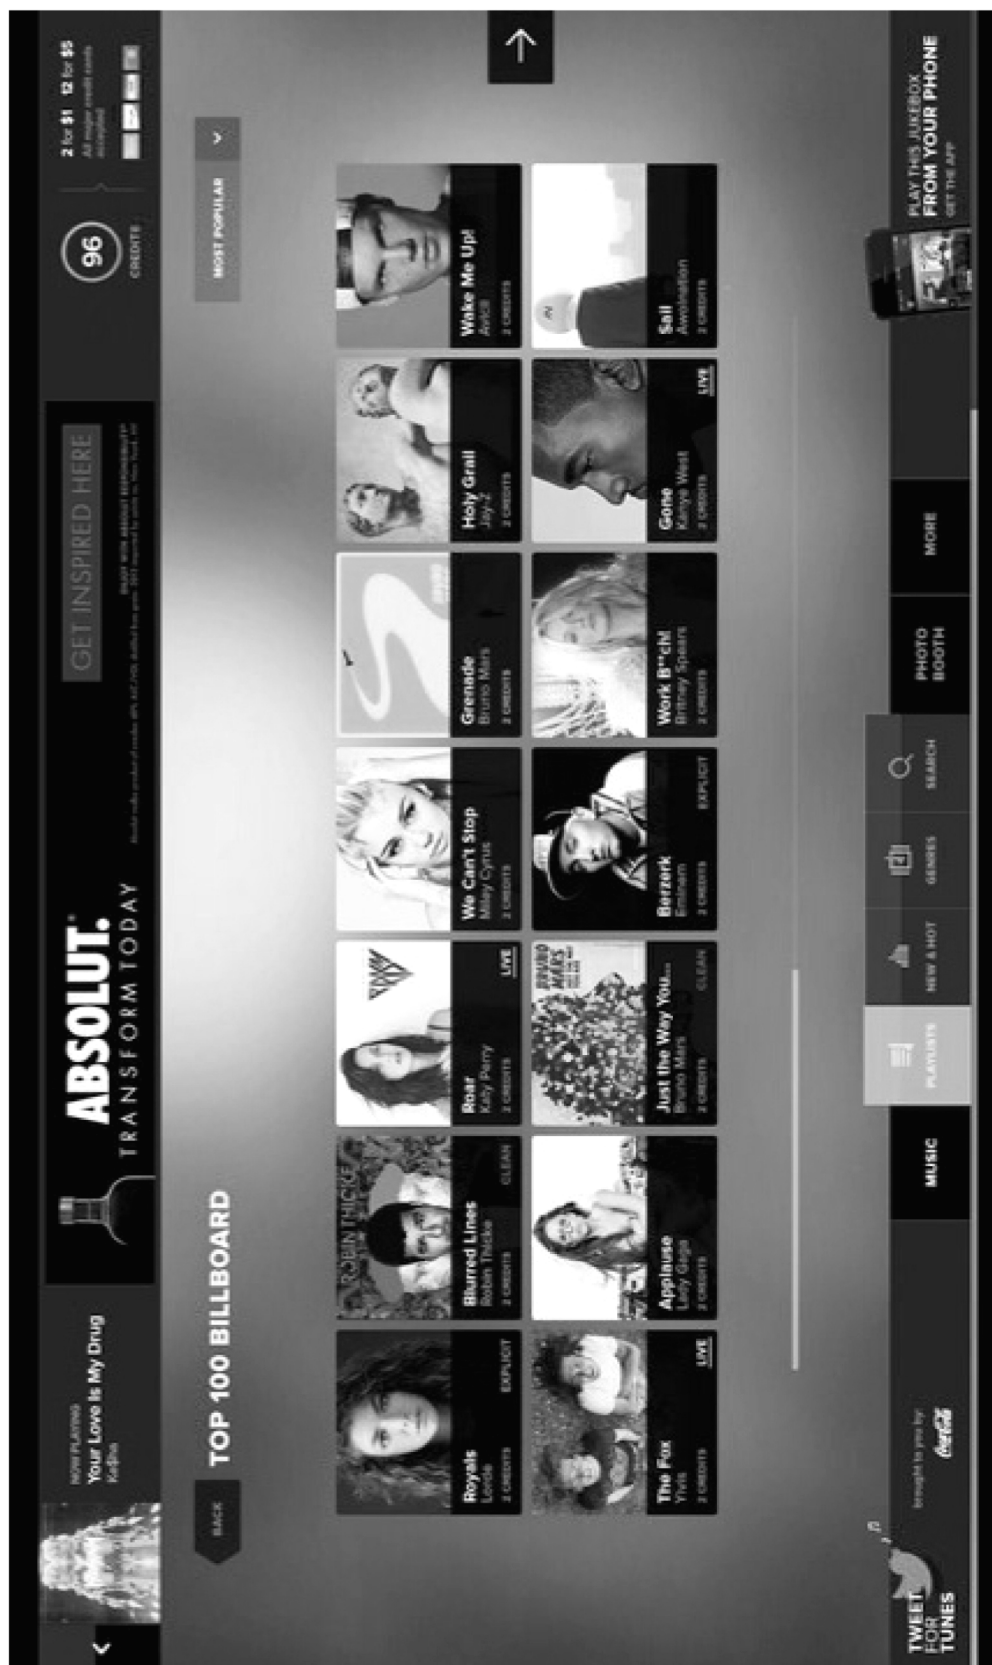 NOW PLAYING
Your Love Is My Drug
Ke$ha
ABSOLUT.
TRANSFORM TODAY
GET INSPIRED HERE
96
CREDITS
2 for $1 12 for $5
All major credit cards
accepted
BACK
TOP 100 BILLBOARD
MOST POPULAR
Royals
Lorde
2 CREDITS
EXPLICIT
ROBIN THICKE
Blurred Lines
Robin Thicke
2 CREDITS
CLEAN
Roar
Katy Perry
2 CREDITS
LIVE
We Can't Stop
Miley Cyrus
2 CREDITS
Grenade
Bruno Mars
2 CREDITS
Holy Grail
Jay-Z
2 CREDITS
Wake Me Up!
Avicii
2 CREDITS
The Fox
Ylvis
2 CREDITS
LIVE
Applause
Lady Gaga
2 CREDITS
BRUNO
MARS
Just the Way You...
Bruno Mars
2 CREDITS
CLEAN
Berzerk
Eminem
2 CREDITS
EXPLICIT
Work B**ch!
Britney Spears
2 CREDITS
Gone
Kanye West
2 CREDITS
LIVE
Sail
Awolnation
2 CREDITS
TWEET
FOR
TUNES
brought to you by:
Coca-Cola
MUSIC
PLAYLISTS
NEW & HOT
GENRES
SEARCH
PHOTO
BOOTH
MORE
PLAY THIS JUKEBOX
FROM YOUR PHONE
GET THE APP